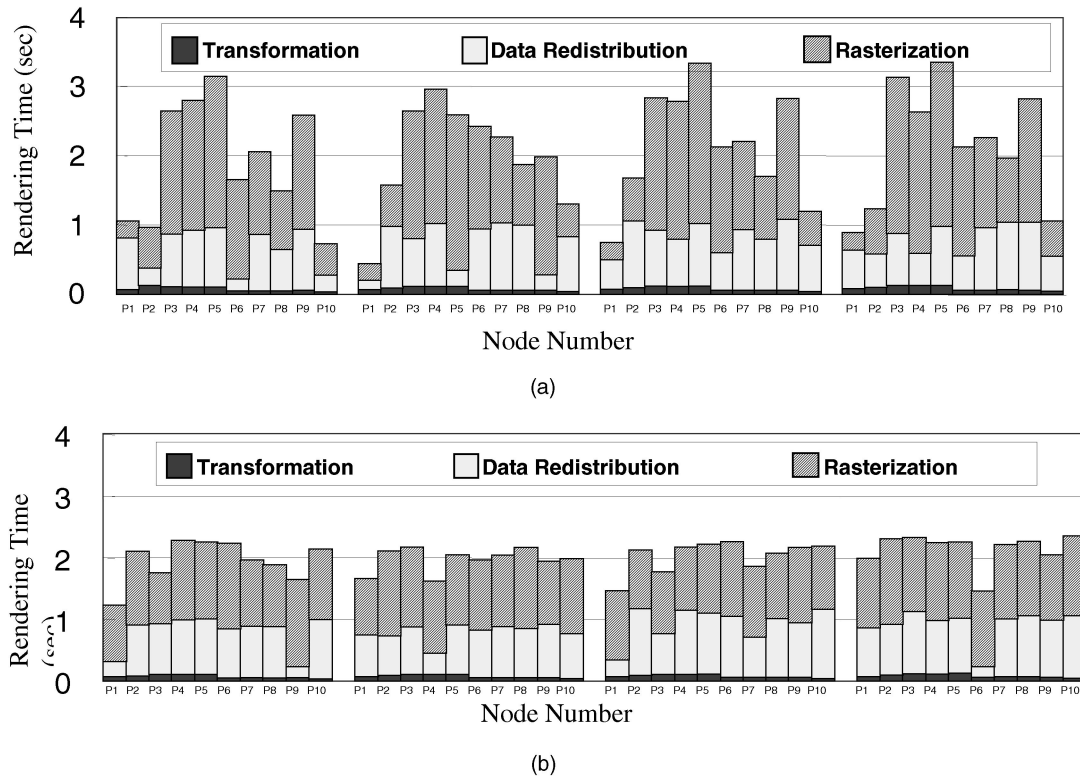 4
Transformation Data Redistribution Rasterization
3
2
1
0
Rendering Time (sec)
P1 P2 P3 P4 P5 P6 P7 P8 P9 P10 P1 P2 P3 P4 P5 P6 P7 P8 P9 P10 P1 P2 P3 P4 P5 P6 P7 P8 P9 P10 P1 P2 P3 P4 P5 P6 P7 P8 P9 P10
Node Number
(a)
4
Transformation Data Redistribution Rasterization
3
2
1
0
Rendering Time
(sec)
P1 P2 P3 P4 P5 P6 P7 P8 P9 P10 P1 P2 P3 P4 P5 P6 P7 P8 P9 P10 P1 P2 P3 P4 P5 P6 P7 P8 P9 P10 P1 P2 P3 P4 P5 P6 P7 P8 P9 P10
Node Number
(b)